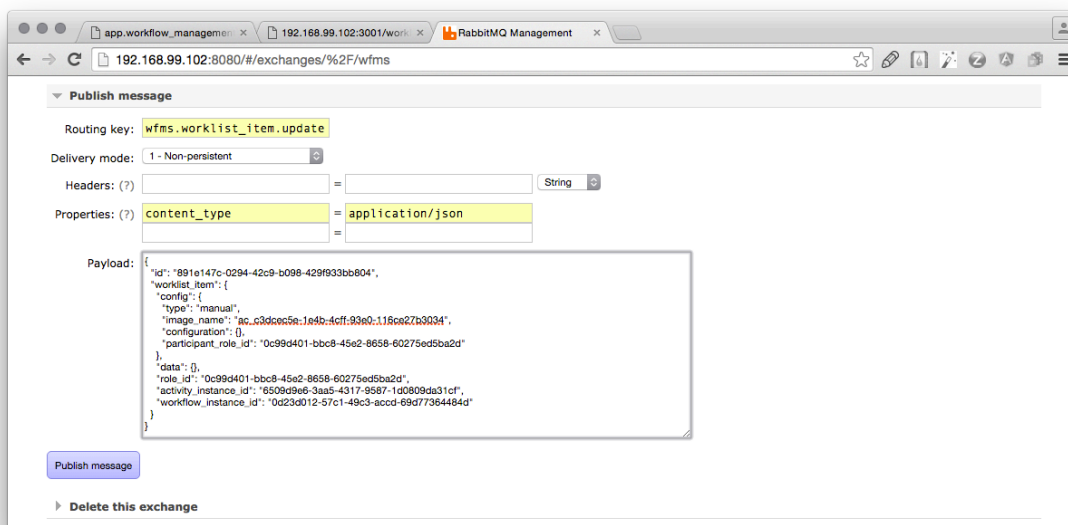 app.workflow_managemen
192.168.99.102:3001/work
RabbitMQ Management
192.168.99.102:8080/#/exchanges/%2F/wfms
Publish message
Routing key: wfms.worklist_item.update
Delivery mode: 1 - Non-persistent
Headers: (?) = String
Properties: (?) content_type = application/json
=
Payload: {
"id": "891e147c-0294-42c9-b098-429f933bb804",
"worklist_item": {
"config": {
"type": "manual",
"image_name": "ac_c3dcec5e-1e4b-4cff-93e0-116ce27b3034",
"configuration": {},
"participant_role_id": "0c99d401-bbc8-45e2-8658-60275ed5ba2d"
},
"data": {},
"role_id": "0c99d401-bbc8-45e2-8658-60275ed5ba2d",
"activity_instance_id": "6509d9e6-3aa5-4317-9587-1d0809da31cf",
"workflow_instance_id": "0d23d012-57c1-49c3-accd-69d77364484d"
}
}
Publish message
Delete this exchange